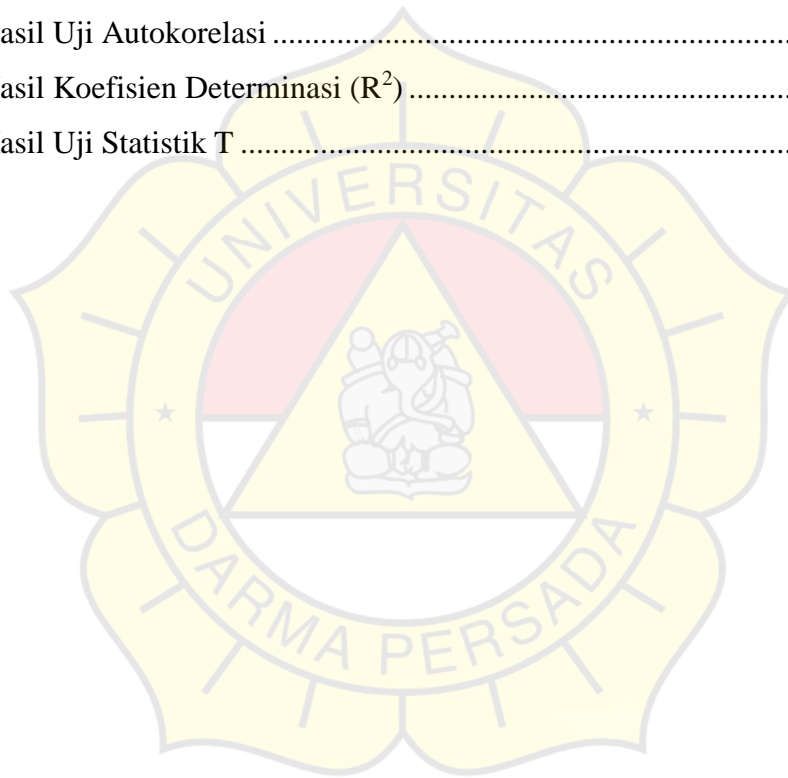 asil Uji Autokorelasi ................................................................
asil Koefisien Determinasi (R²) ...............................................
asil Uji Statistik T ....................................................................
UNIVERSITAS
DARMA PERSADA